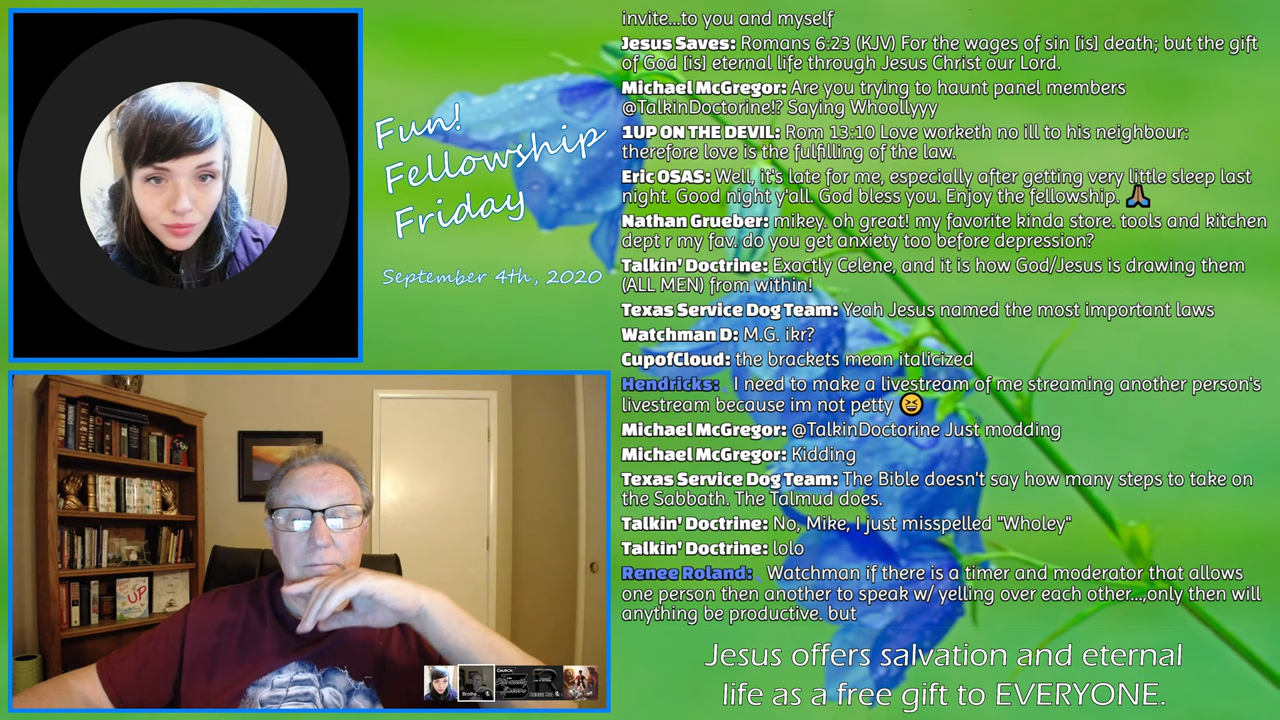 Fun!
Fellowship
Friday
September 4th, 2020
invite...to you and myself
Jesus Saves: Romans 6:23 (KJV) For the wages of sin [is] death; but the gift
of God [is] eternal life through Jesus Christ our Lord.
Michael McGregor: Are you trying to haunt panel members
@TalkinDoctorine!? Saying Whoollyyy
1UP ON THE DEVIL: Rom 13:10 Love worketh no ill to his neighbour:
therefore love is the fulfilling of the law.
Eric OSAS: Well, it's late for me, especially after getting very little sleep last
night. Good night y'all. God bless you. Enjoy the fellowship. 🙏🏽
Nathan Grueber: mikey. oh great! my favorite kinda store. tools and kitchen
dept r my fav. do you get anxiety too before depression?
Talkin' Doctrine: Exactly Celene, and it is how God/Jesus is drawing them
(ALL MEN) from within!
Texas Service Dog Team: Yeah Jesus named the most important laws
Watchman D: M.G. ikr?
CupofCloud: the brackets mean italicized
Hendricks: I need to make a livestream of me streaming another person's
livestream because im not petty 😆
Michael McGregor: @TalkinDoctorine Just modding
Michael McGregor: Kidding
Texas Service Dog Team: The Bible doesn't say how many steps to take on
the Sabbath. The Talmud does.
Talkin' Doctrine: No, Mike, I just misspelled "Wholey"
Talkin' Doctrine: lolo
Renee Roland: Watchman if there is a timer and moderator that allows
one person then another to speak w/ yelling over each other...,only then will
anything be productive. but
Jesus offers salvation and eternal
life as a free gift to EVERYONE.
UP
Brothe...
CHURCH